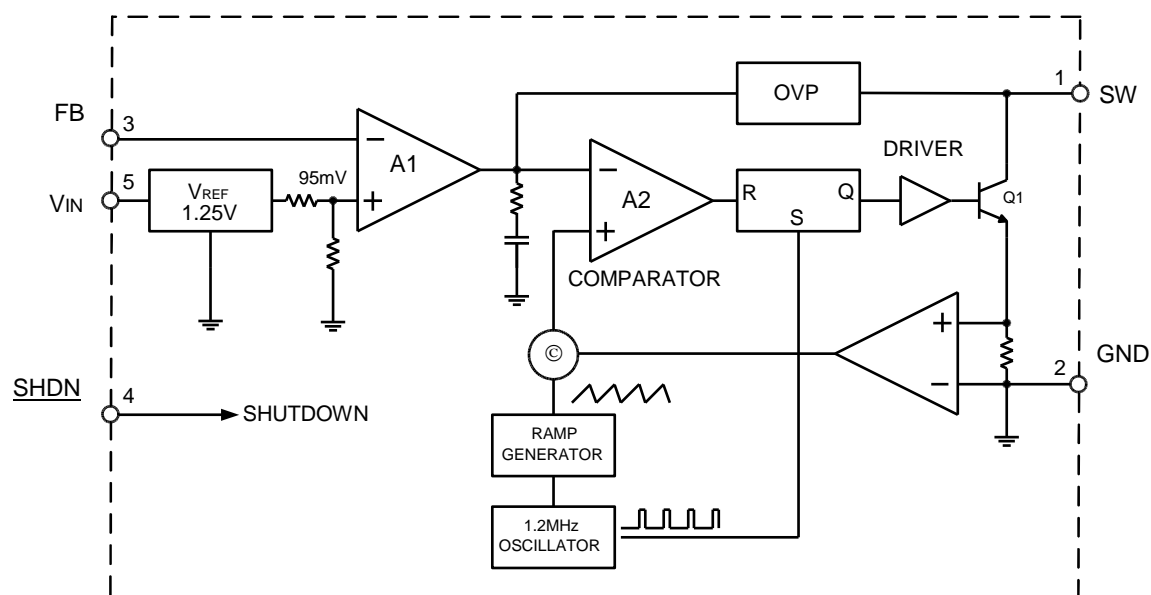 OVP
1
SW
FB
3
−
A1
DRIVER
5
VIN
VREF
1.25V
95mV
+
−
A2
+
R
Q
S
Q1
COMPARATOR
©
+
−
2
GND
SHDN
4
SHUTDOWN
RAMP
GENERATOR
1.2MHz
OSCILLATOR